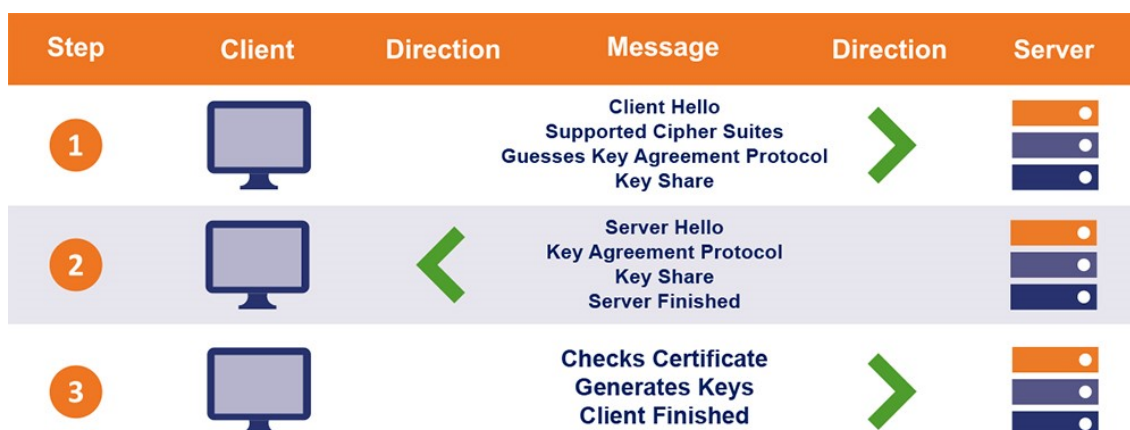 Step Client Direction Message Direction Server
1
Client Hello
Supported Cipher Suites
Guesses Key Agreement Protocol
Key Share
2
Server Hello
Key Agreement Protocol
Key Share
Server Finished
3
Checks Certificate
Generates Keys
Client Finished